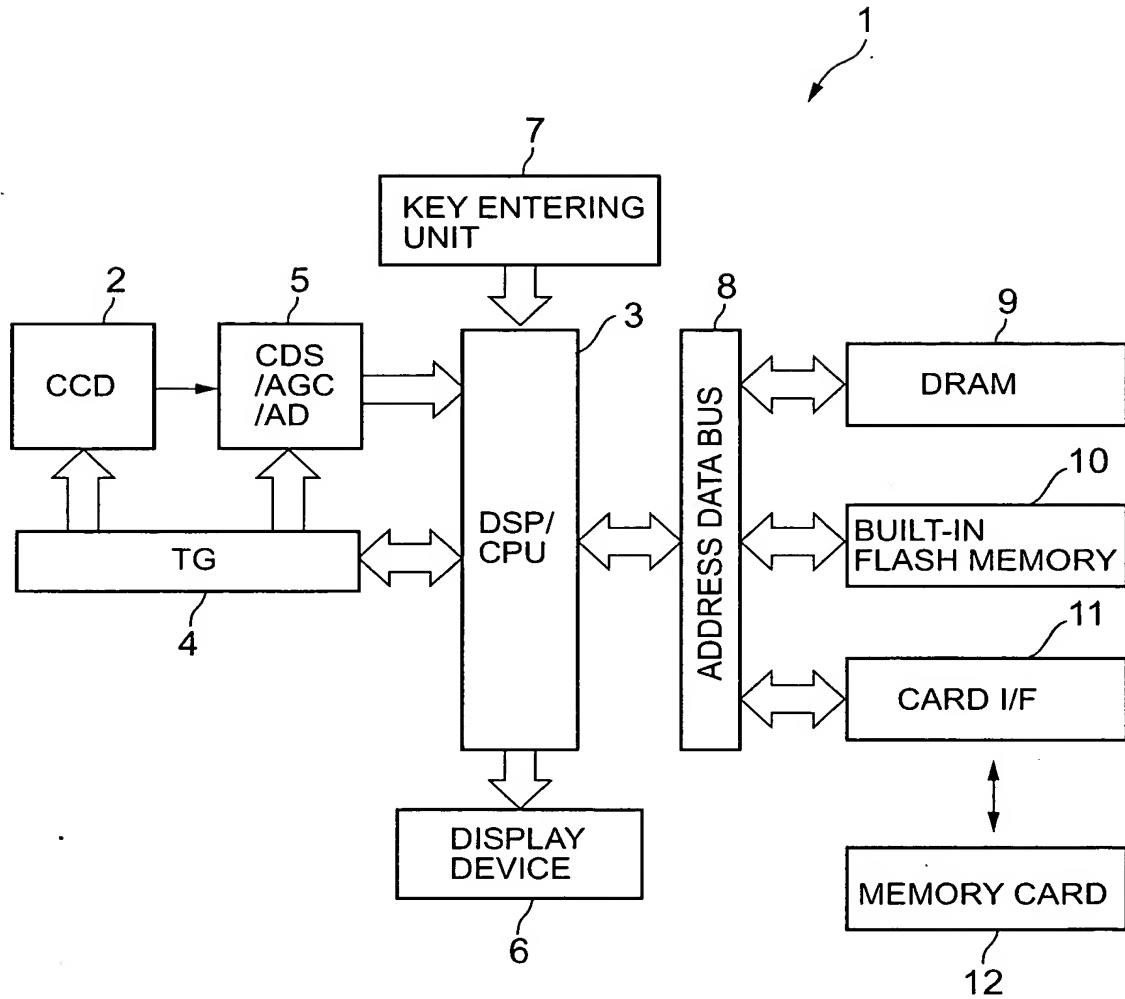 1
7
KEY ENTERING
UNIT
2
5
3
8
9
CCD
CDS
/AGC
/AD
DRAM
ADDRESS DATA BUS
10
DSP/
CPU
BUILT-IN
FLASH MEMORY
TG
4
11
CARD I/F
DISPLAY
DEVICE
6
MEMORY CARD
12